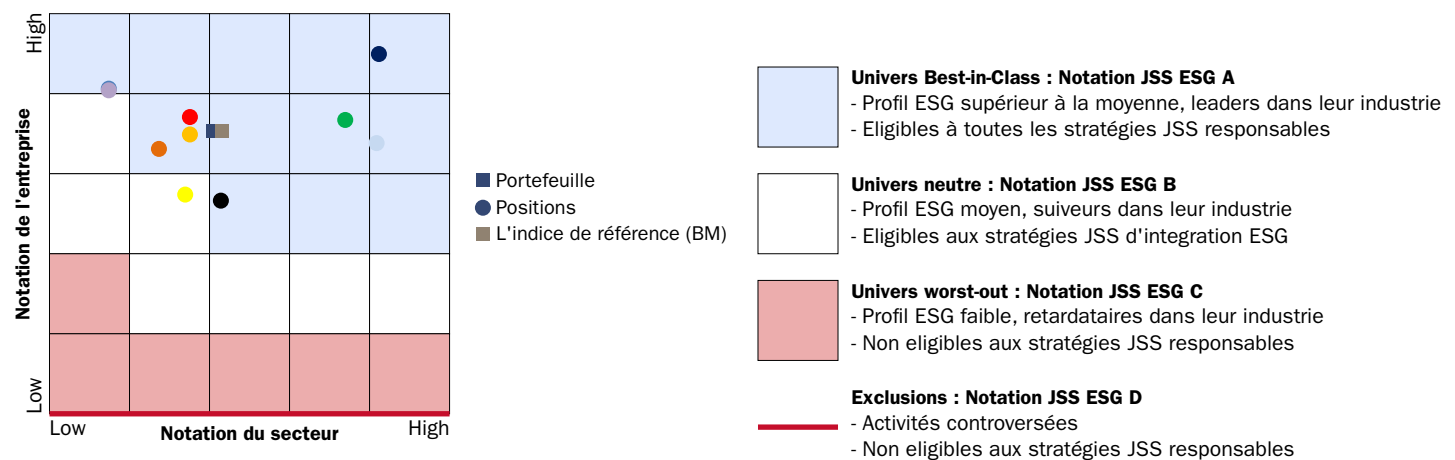 High
Notation de l'entreprise
Low
Low
Notation du secteur
High
Portefeuille
Positions
L'indice de référence (BM)
Univers Best-in-Class : Notation JSS ESG A
- Profil ESG supérieur à la moyenne, leaders dans leur industrie
- Eligibles à toutes les stratégies JSS responsables
Univers neutre : Notation JSS ESG B
- Profil ESG moyen, suiveurs dans leur industrie
- Eligibles aux stratégies JSS d'integration ESG
Univers worst-out : Notation JSS ESG C
- Profil ESG faible, retardataires dans leur industrie
- Non eligibles aux stratégies JSS responsables
Exclusions : Notation JSS ESG D
- Activités controversées
- Non eligibles aux stratégies JSS responsables